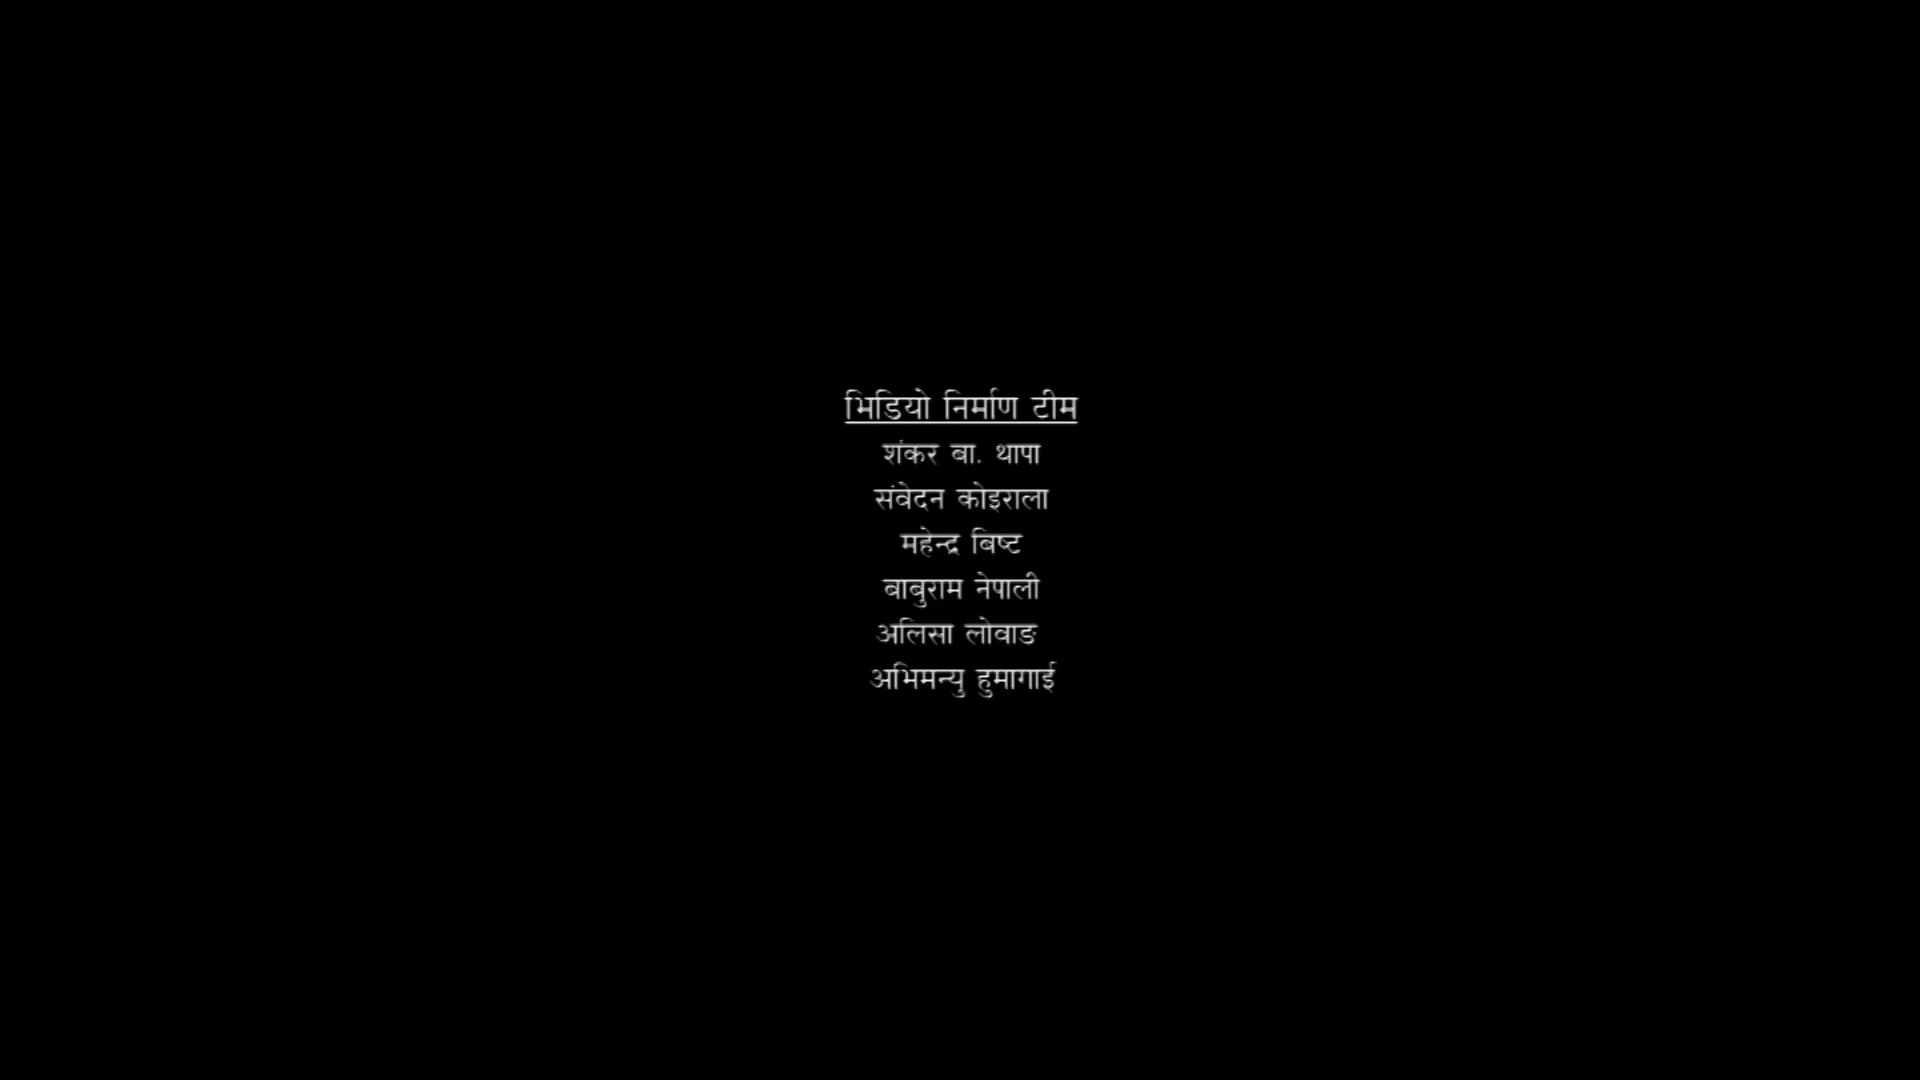 भिडियो निर्माण टीम
शंकर बा. थापा
संवेदन कोइराला
महेन्द्र बिष्ट
बाबुराम नेपाली
अलिसा लोवाङ
अभिमन्यु हुमागाई